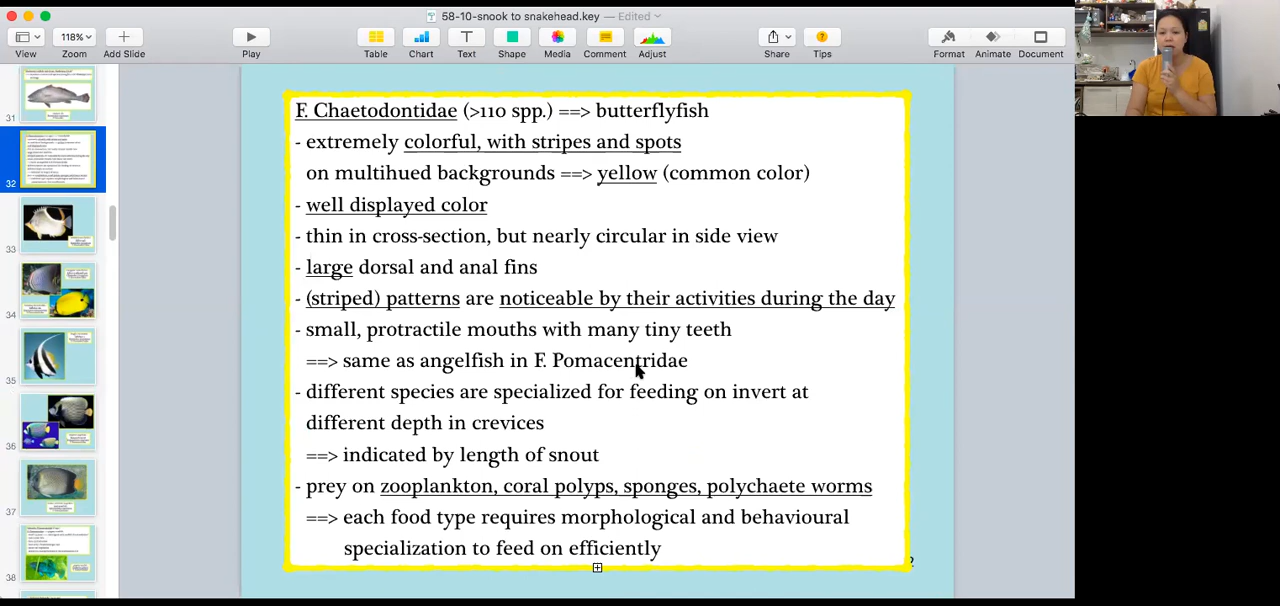 58-10-snook to snakehead.key — Edited
118%
View
Zoom
Add Slide
Play
Table
Chart
Text
Shape
Media
Comment
Adjust
Share
Tips
Format
Animate
Document
31
32
33
34
35
36
37
38
F. Chaetodontidae (>100 spp.) ==> butterflyfish
- extremely colorful with stripes and spots
on multihued backgrounds ==> yellow (common color)
- well displayed color
- thin in cross-section, but nearly circular in side view
- large dorsal and anal fins
- (striped) patterns are noticeable by their activities during the day
- small, protractile mouths with many tiny teeth
==> same as angelfish in F. Pomacentridae
- different species are specialized for feeding on invert at
different depth in crevices
==> indicated by length of snout
- prey on zooplankton, coral polyps, sponges, polychaete worms
==> each food type requires morphological and behavioural
specialization to feed on efficiently